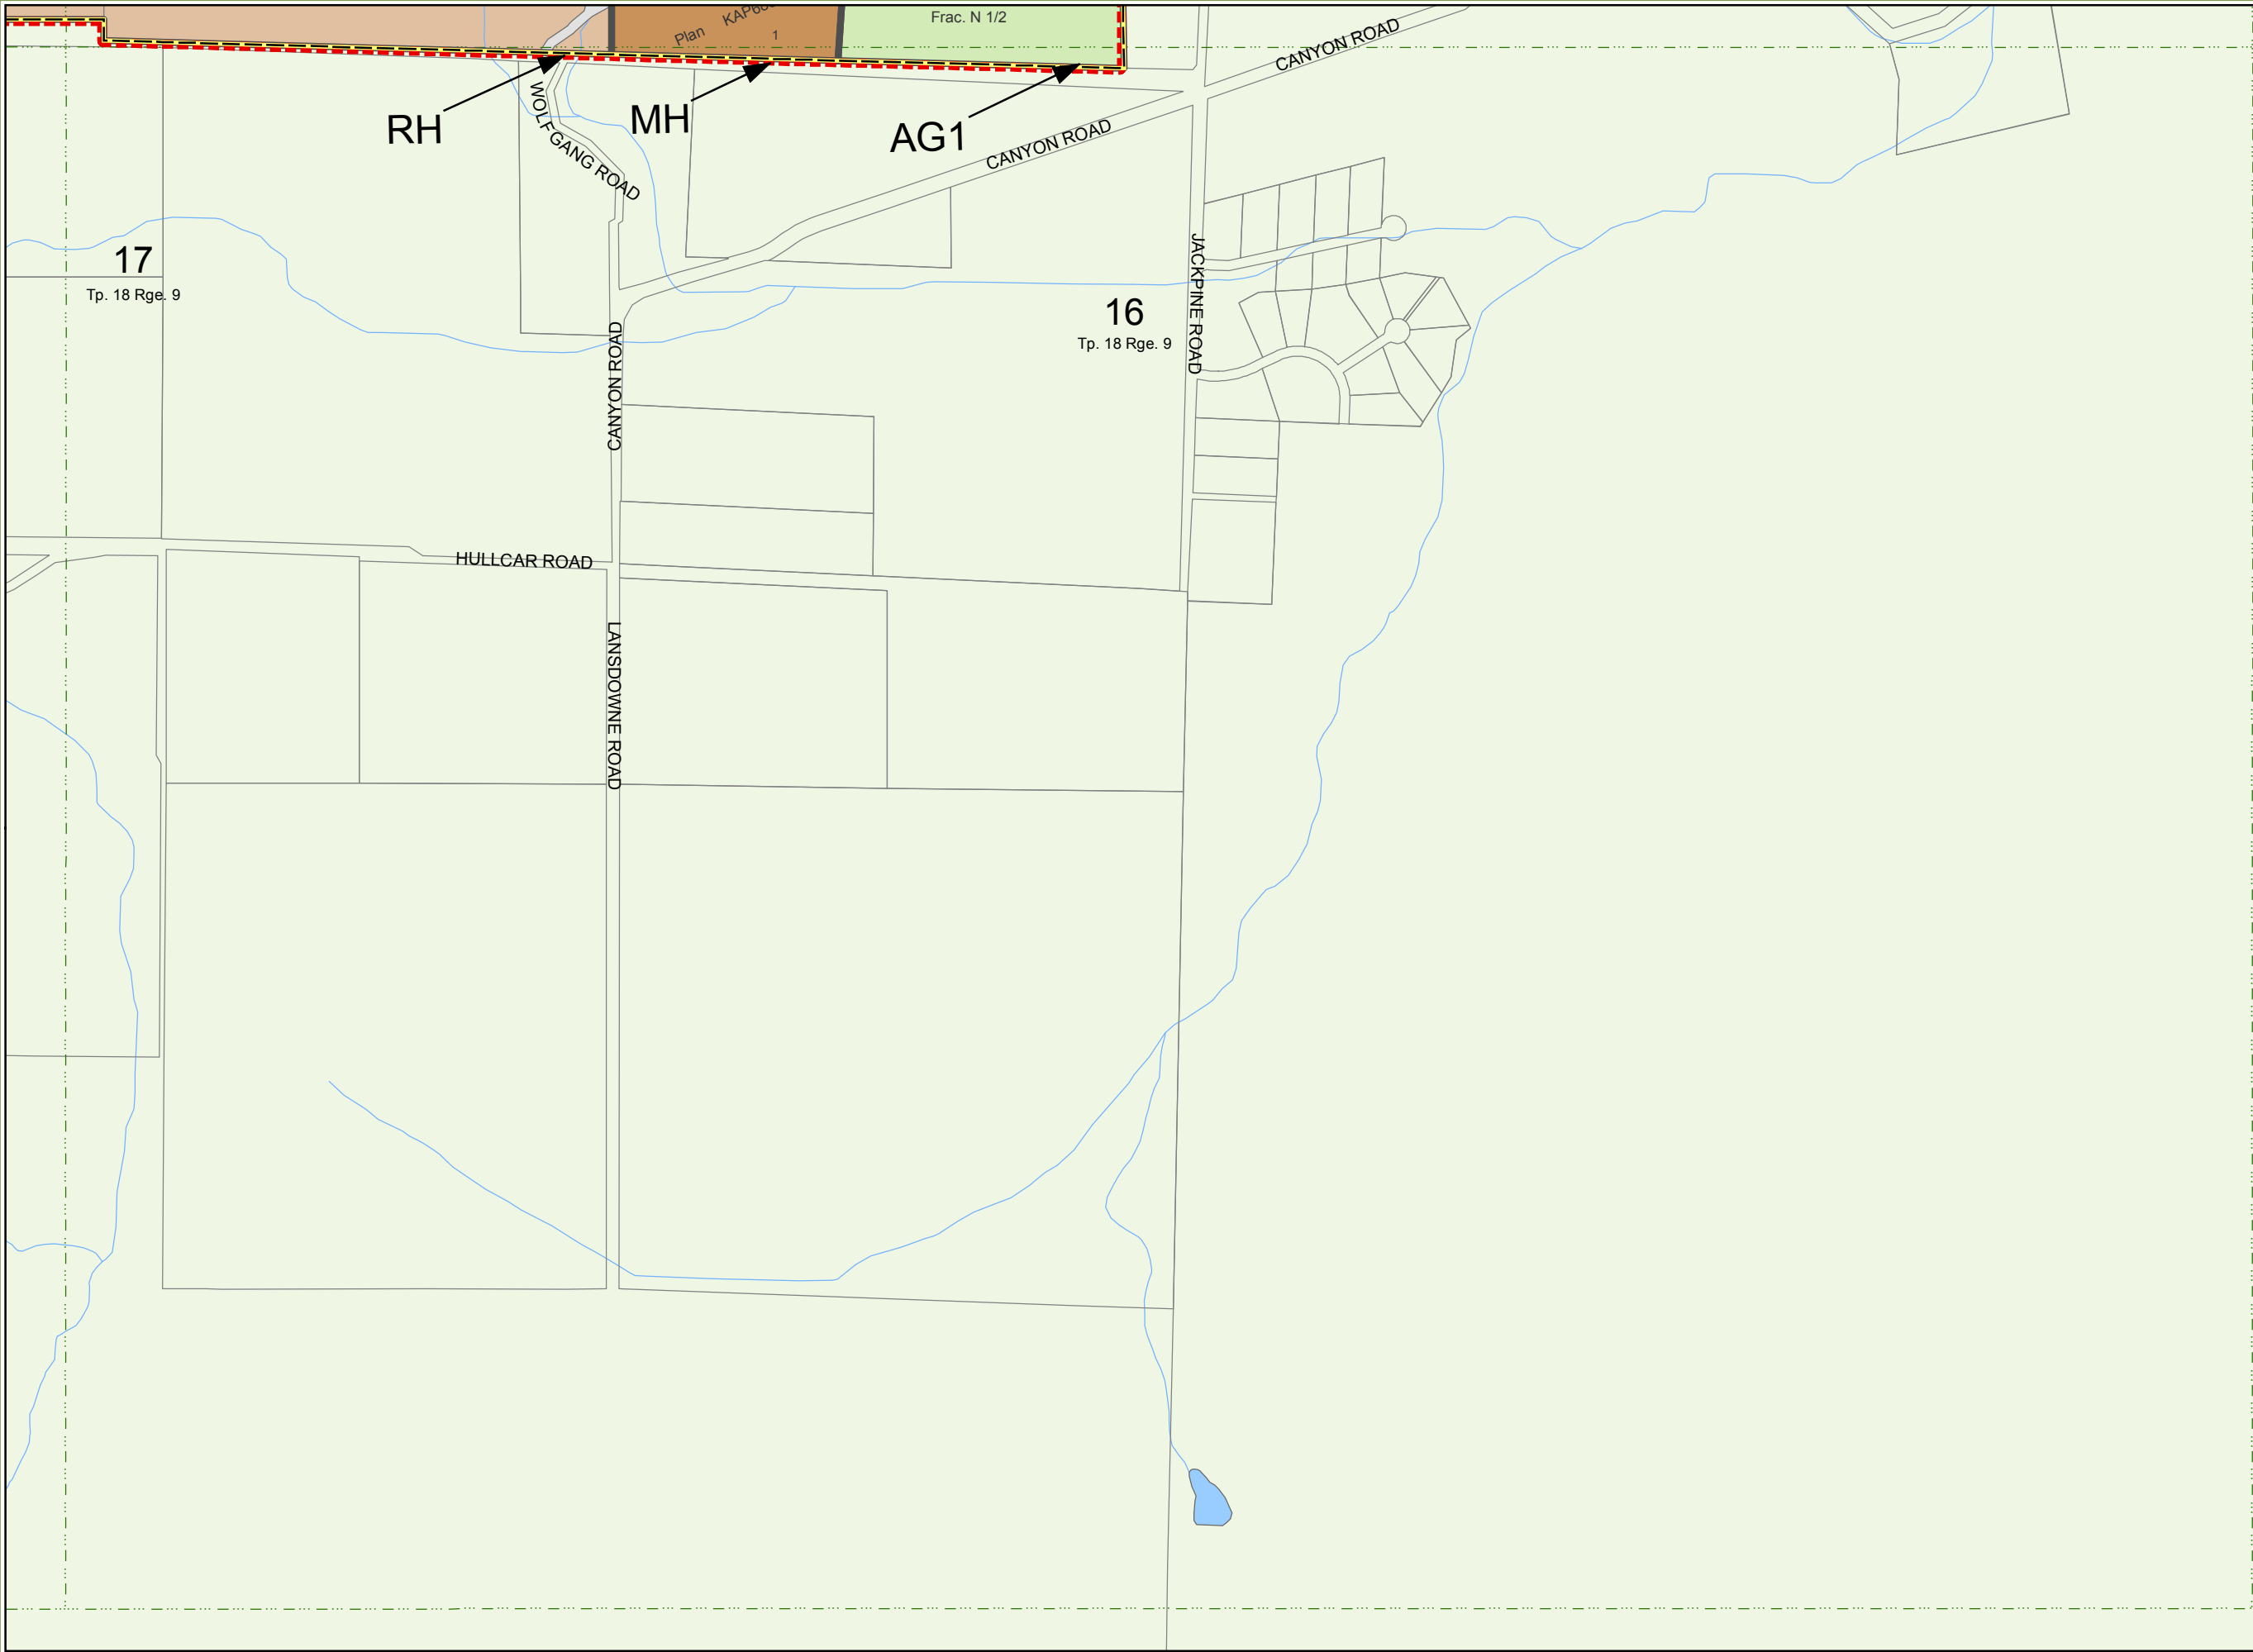 Frac. N 1/2
Plan
1
CANYON ROAD
RH
MH
AG1
WOLFGANG ROAD
CANYON ROAD
17
Tp. 18 Rge. 9
JACKPINE ROAD
16
Tp. 18 Rge. 9
CANYON ROAD
HULLCAR ROAD
LANSDOWNE ROAD